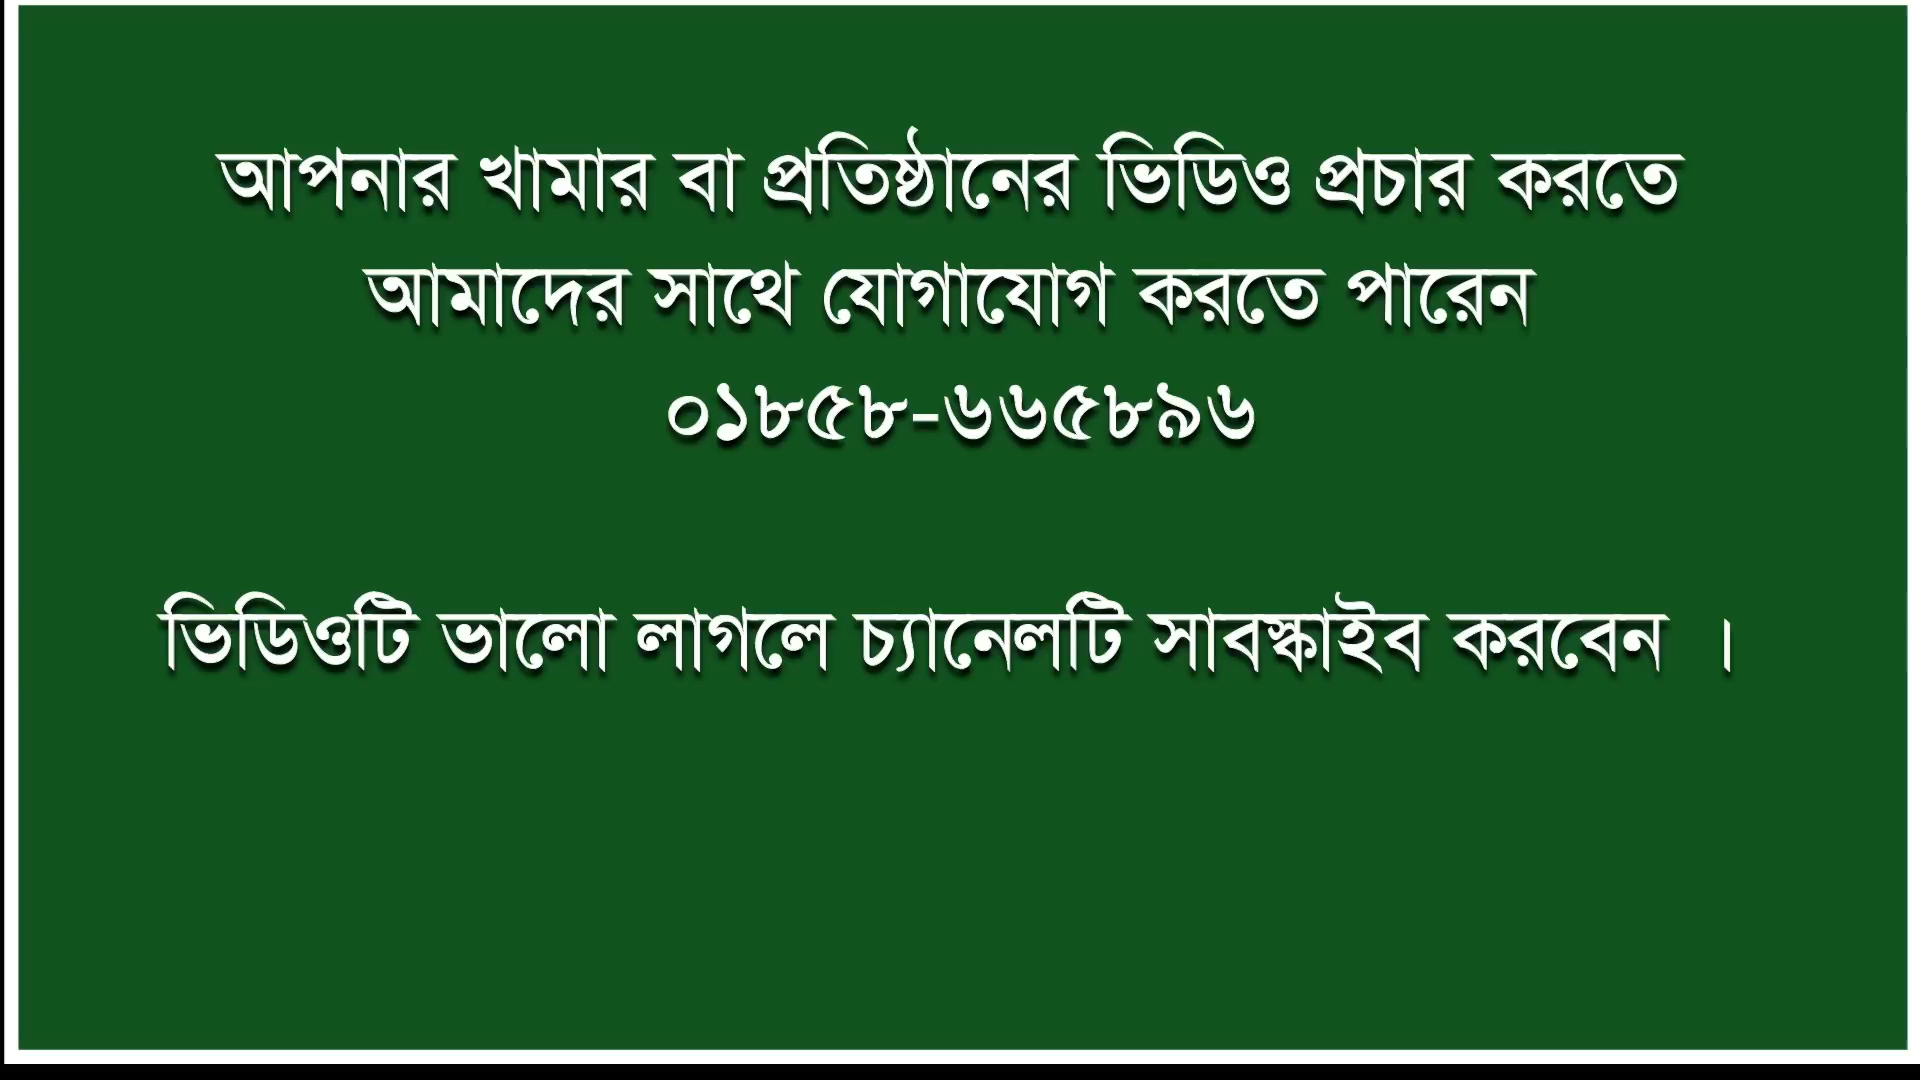 আপনার খামার বা প্রতিষ্ঠানের ভিডিও প্রচার করতে
আমাদের সাথে যোগাযোগ করতে পারেন
০১৮৫৮-৬৬৫৮৯৬
ভিডিওটি ভালো লাগলে চ্যানেলটি সাবস্কাইব করবেন ।